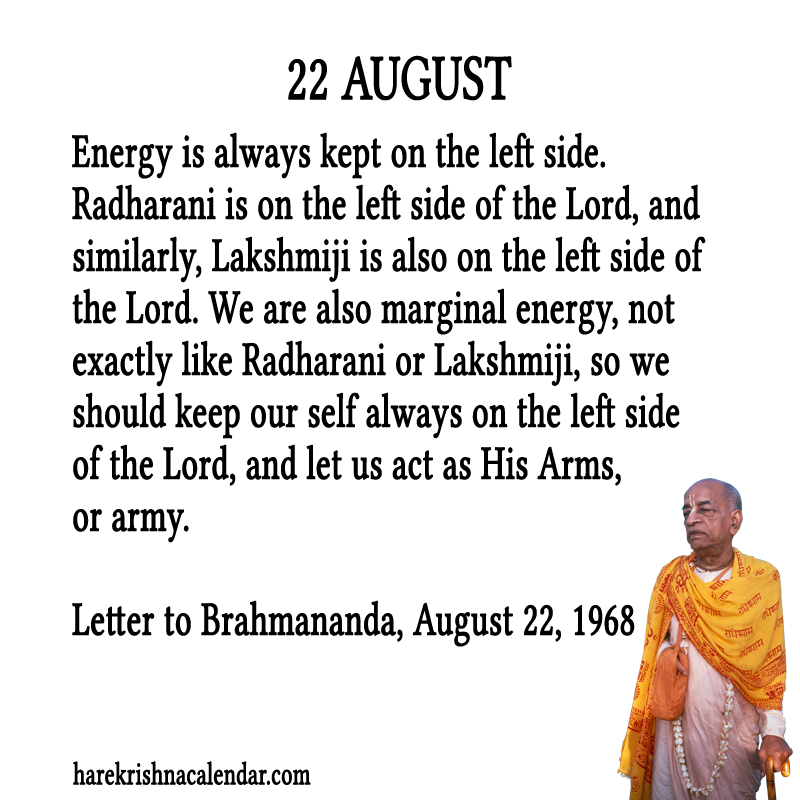 22 AUGUST
Energy is always kept on the left side.
Radharani is on the left side of the Lord, and
similarly, Lakshmiji is also on the left side of
the Lord. We are also marginal energy, not
exactly like Radharani or Lakshmiji, so we
should keep our self always on the left side
of the Lord, and let us act as His Arms,
or army.
Letter to Brahmananda, August 22, 1968
harekrishnacalendar.com